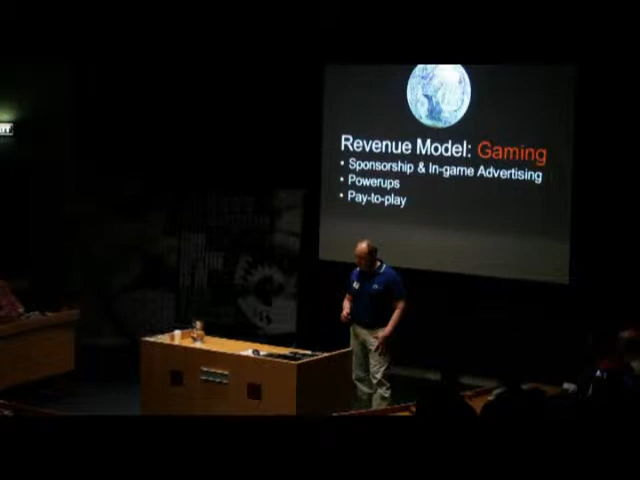 Revenue Model: Gaming
• Sponsorship & In-game Advertising
• Powerups
• Pay-to-play